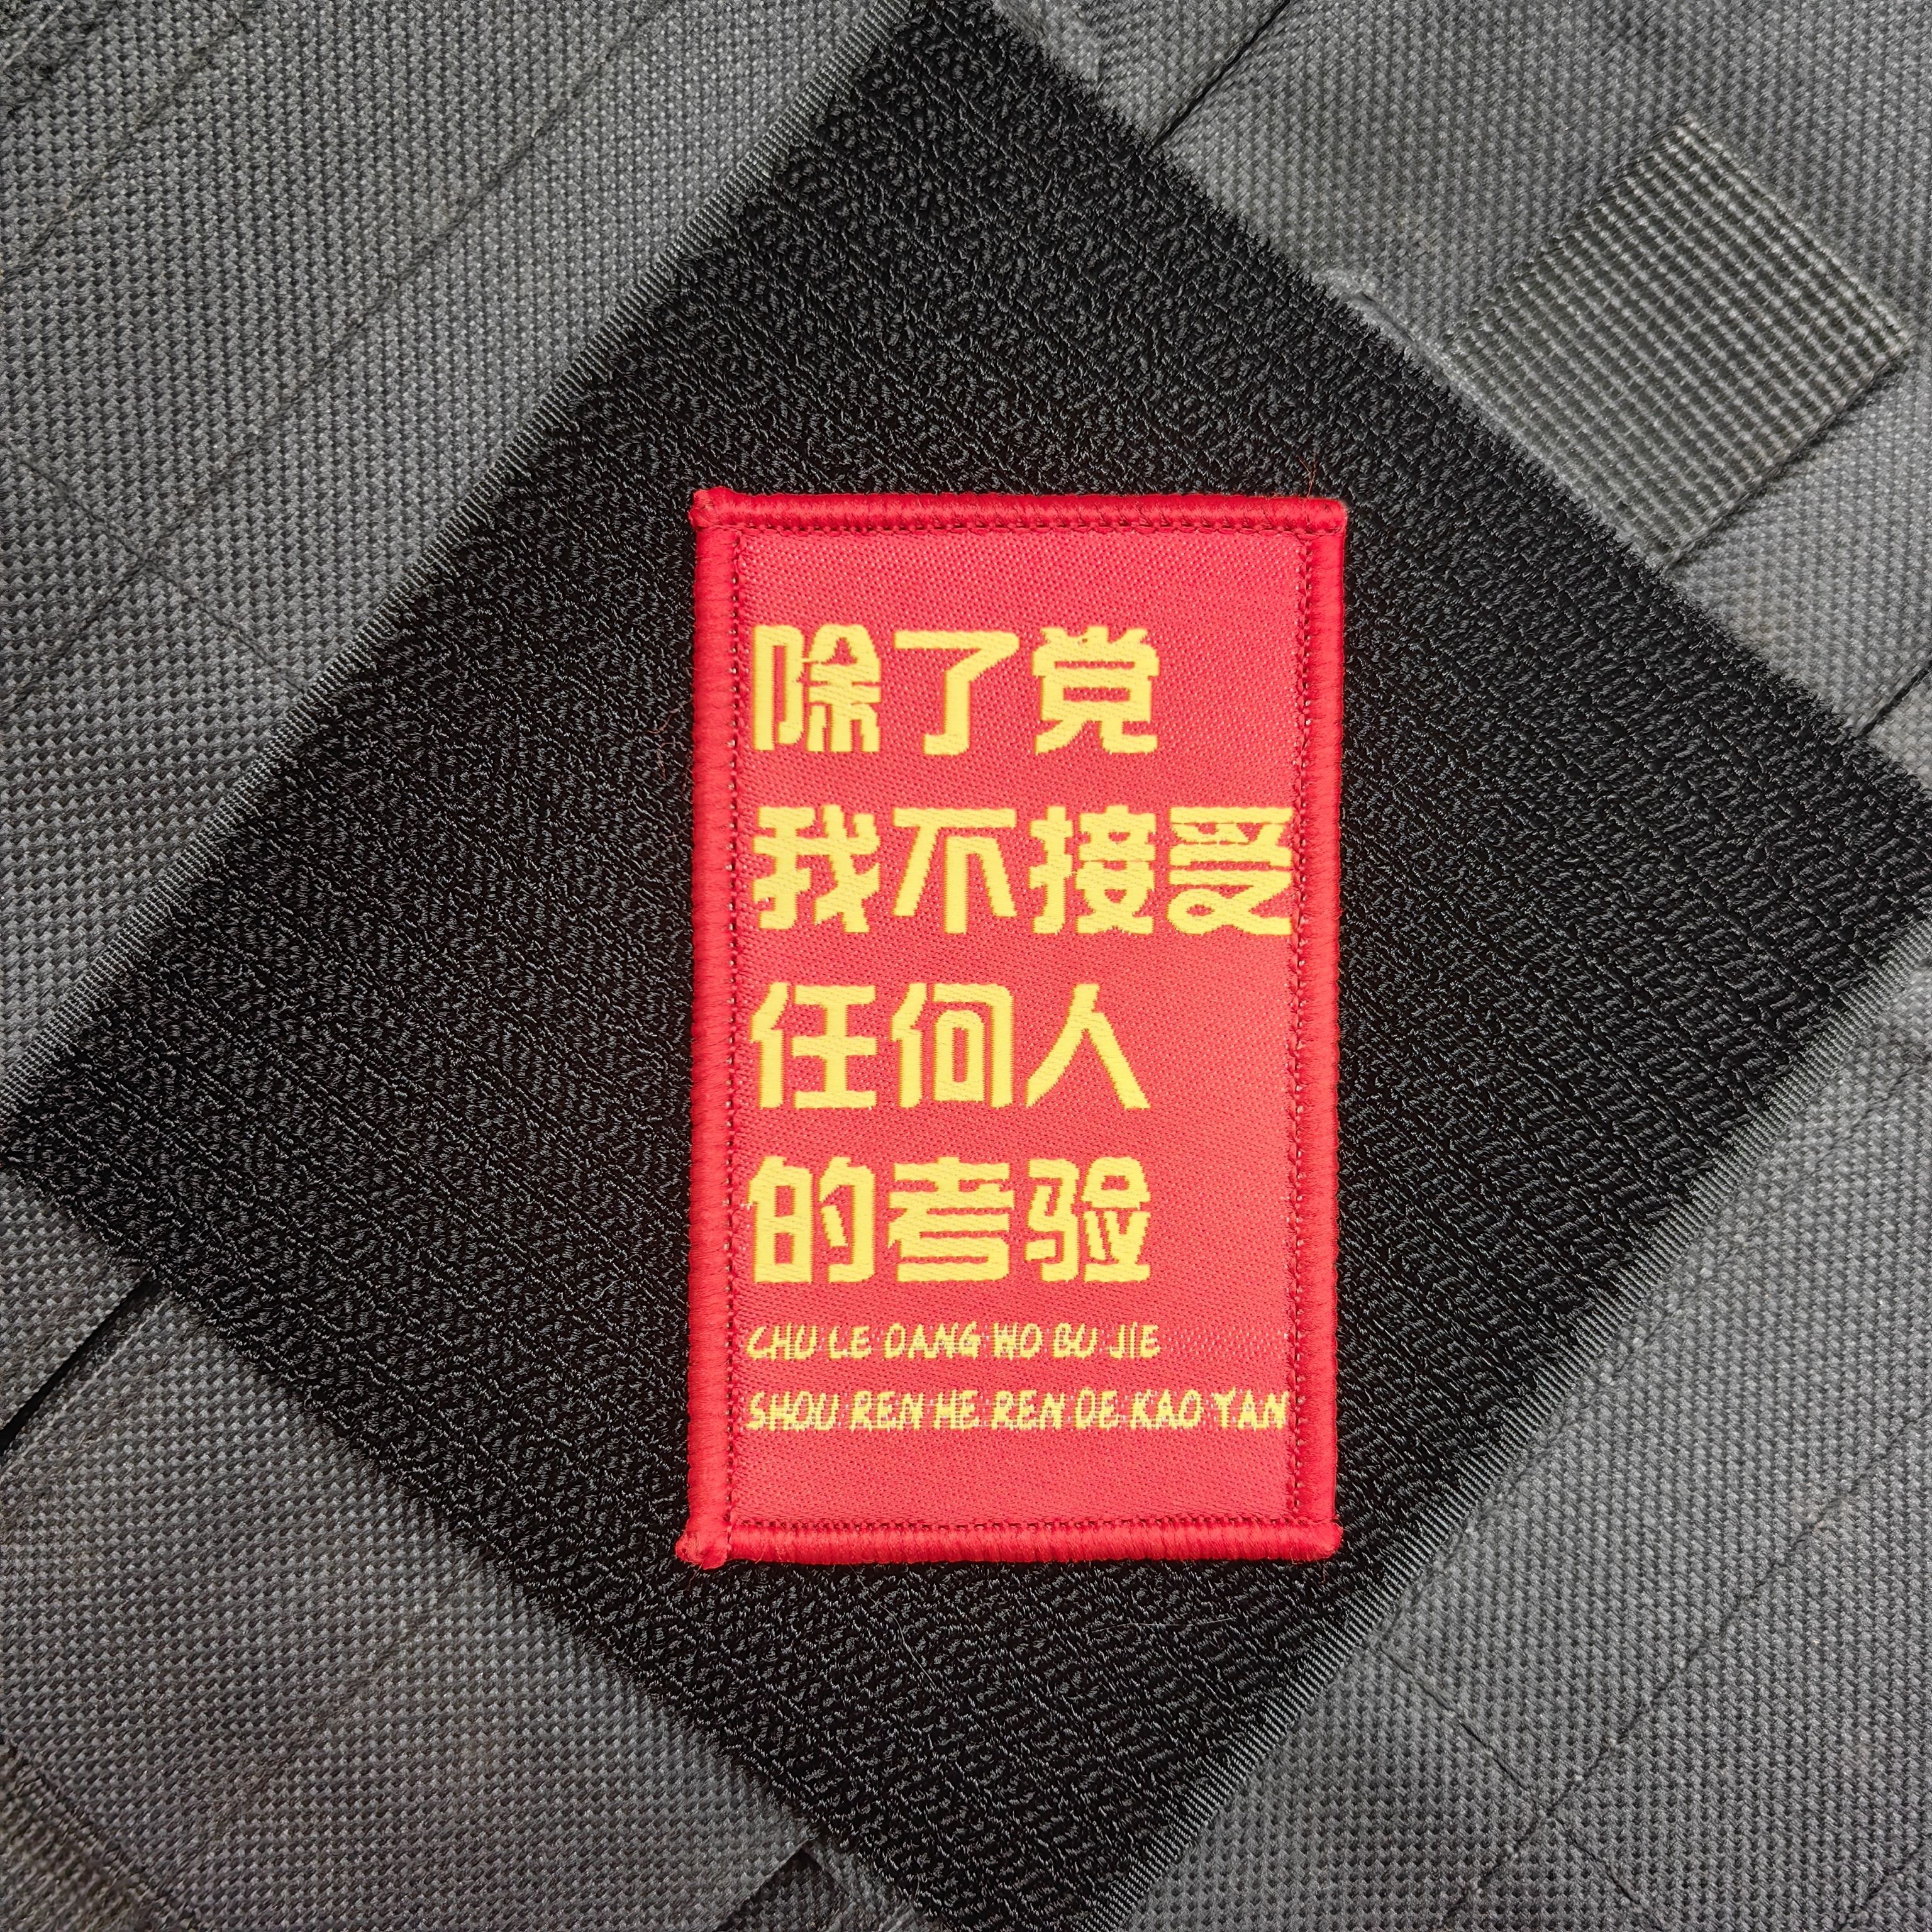 除了党
我不接受
任何人
的考验
CHU LE DANG WO BU JIE
SHOU REN HE REN DE KAO YAN